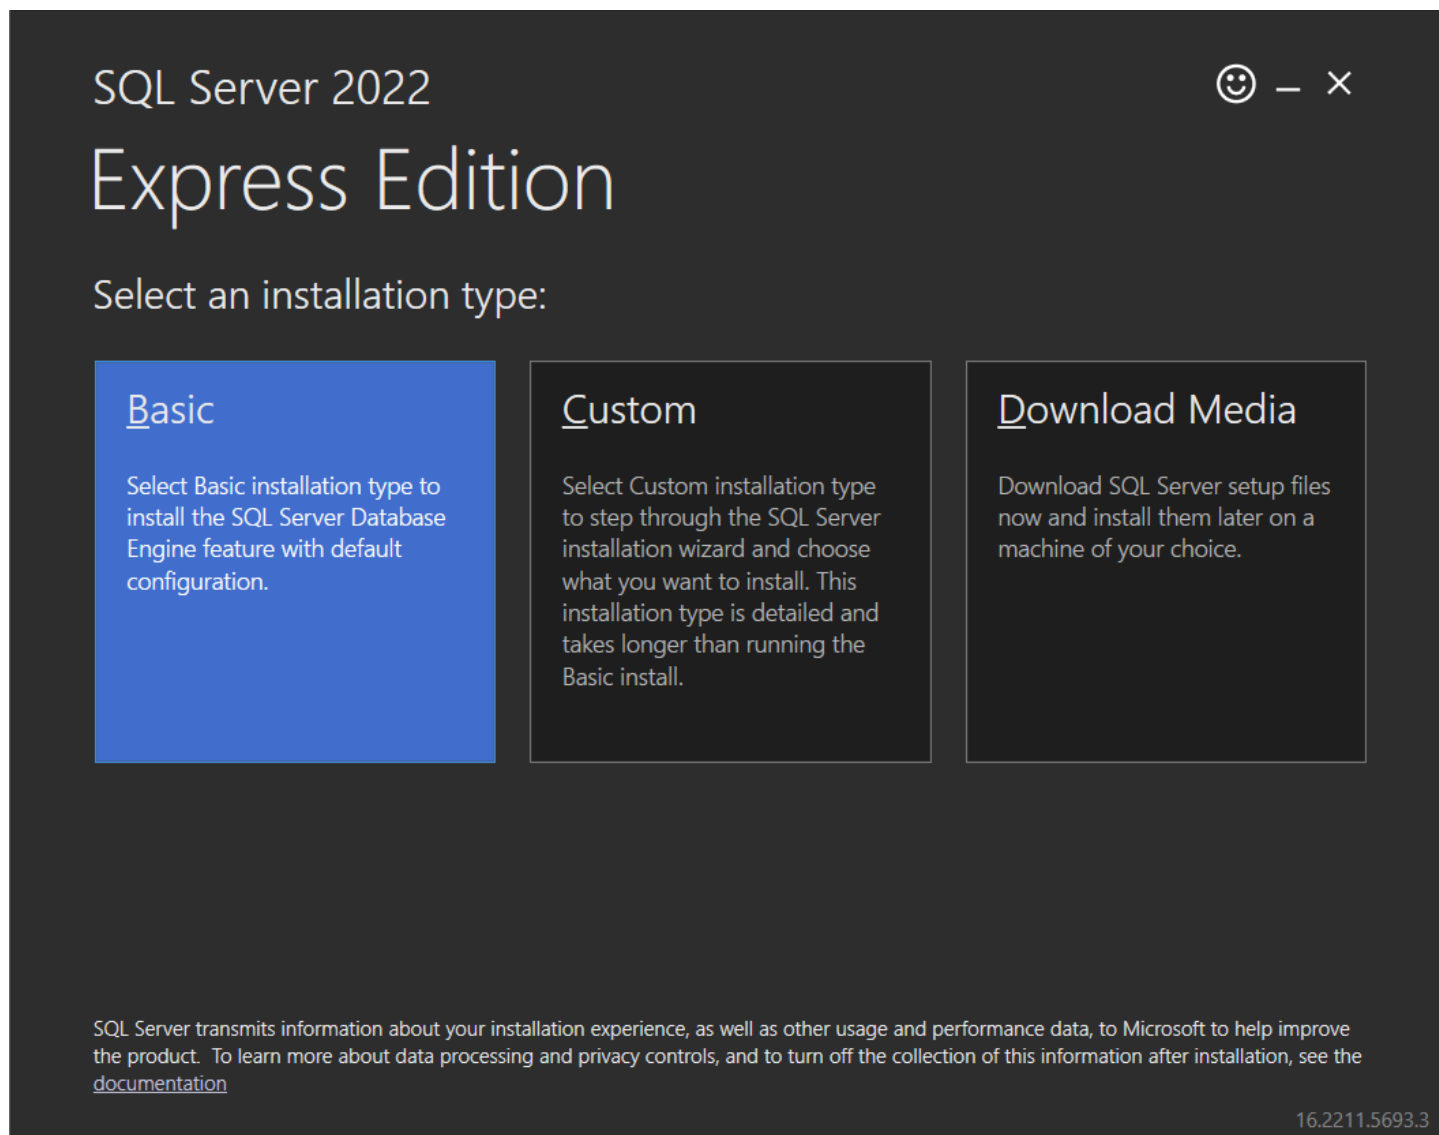 SQL Server 2022
Express Edition
Select an installation type:
Basic
Select Basic installation type to
install the SQL Server Database
Engine feature with default
configuration.
Custom
Select Custom installation type
to step through the SQL Server
installation wizard and choose
what you want to install. This
installation type is detailed and
takes longer than running the
Basic install.
Download Media
Download SQL Server setup files
now and install them later on a
machine of your choice.
SQL Server transmits information about your installation experience, as well as other usage and performance data, to Microsoft to help improve
the product.  To learn more about data processing and privacy controls, and to turn off the collection of this information after installation, see the
documentation
16.2211.5693.3